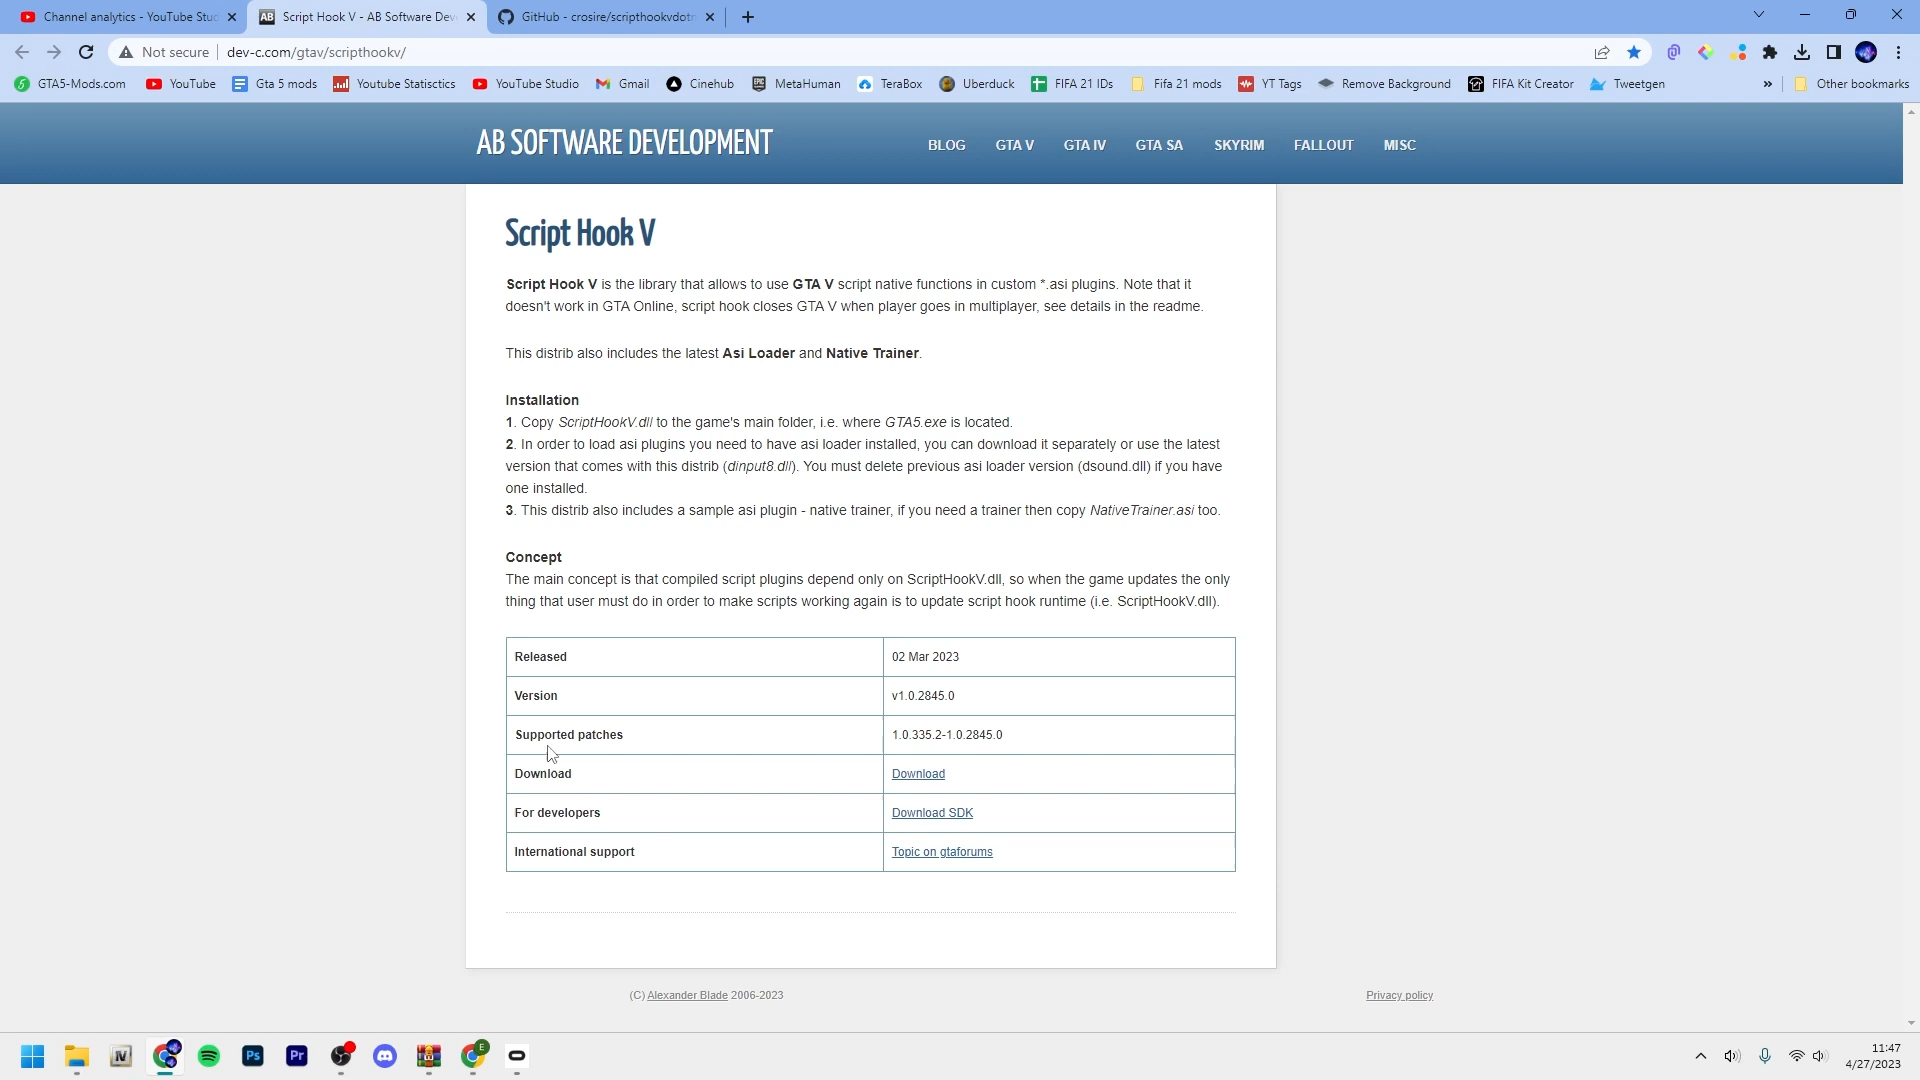 Channel analytics - YouTube Stu
Script Hook V - AB Software Dev
GitHub - crosire/scripthookvdotn
Not secure
dev-c.com/gtav/scripthookv/
GTA5-Mods.com
YouTube
Gta 5 mods
Youtube Statisctics
YouTube Studio
Gmail
Cinehub
MetaHuman
TeraBox
Uberduck
FIFA 21 IDs
Fifa 21 mods
YT Tags
Remove Background
FIFA Kit Creator
Tweetgen
»
Other bookmarks
AB SOFTWARE DEVELOPMENT
BLOG
GTA V
GTA IV
GTA SA
SKYRIM
FALLOUT
MISC
Script Hook V
Script Hook V is the library that allows to use GTA V script native functions in custom *.asi plugins. Note that it
doesn't work in GTA Online, script hook closes GTA V when player goes in multiplayer, see details in the readme.
This distrib also includes the latest Asi Loader and Native Trainer.
Installation
1. Copy ScriptHookV.dll to the game's main folder, i.e. where GTA5.exe is located.
2. In order to load asi plugins you need to have asi loader installed, you can download it separately or use the latest
version that comes with this distrib (dinput8.dll). You must delete previous asi loader version (dsound.dll) if you have
one installed.
3. This distrib also includes a sample asi plugin - native trainer, if you need a trainer then copy NativeTrainer.asi too.
Concept
The main concept is that compiled script plugins depend only on ScriptHookV.dll, so when the game updates the only
thing that user must do in order to make scripts working again is to update script hook runtime (i.e. ScriptHookV.dll).
Released 02 Mar 2023
Version v1.0.2845.0
Supported patches 1.0.335.2-1.0.2845.0
Download Download
For developers Download SDK
International support Topic on gtaforums
(C) Alexander Blade 2006-2023
Privacy policy
11:47
4/27/2023